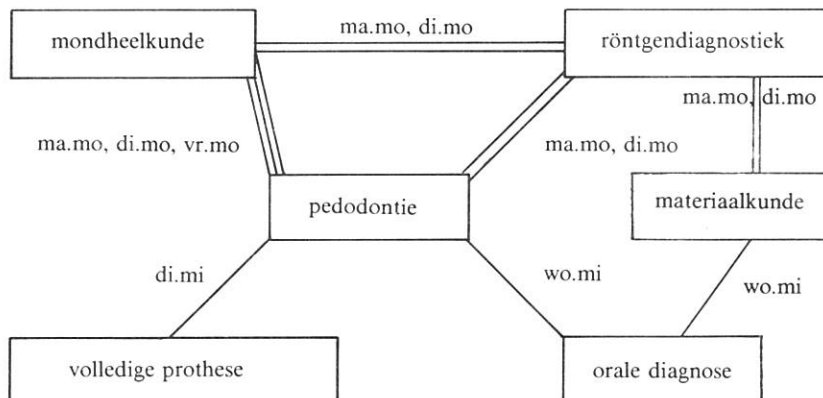 mondheelkunde
ma.mo, di.mo
röntgendiagnostiek
ma.mo, di.mo
ma.mo, di.mo, vr.mo
ma.mo, di.mo
pedodontie
materiaalkunde
di.mi
wo.mi
wo.mi
volledige prothese
orale diagnose